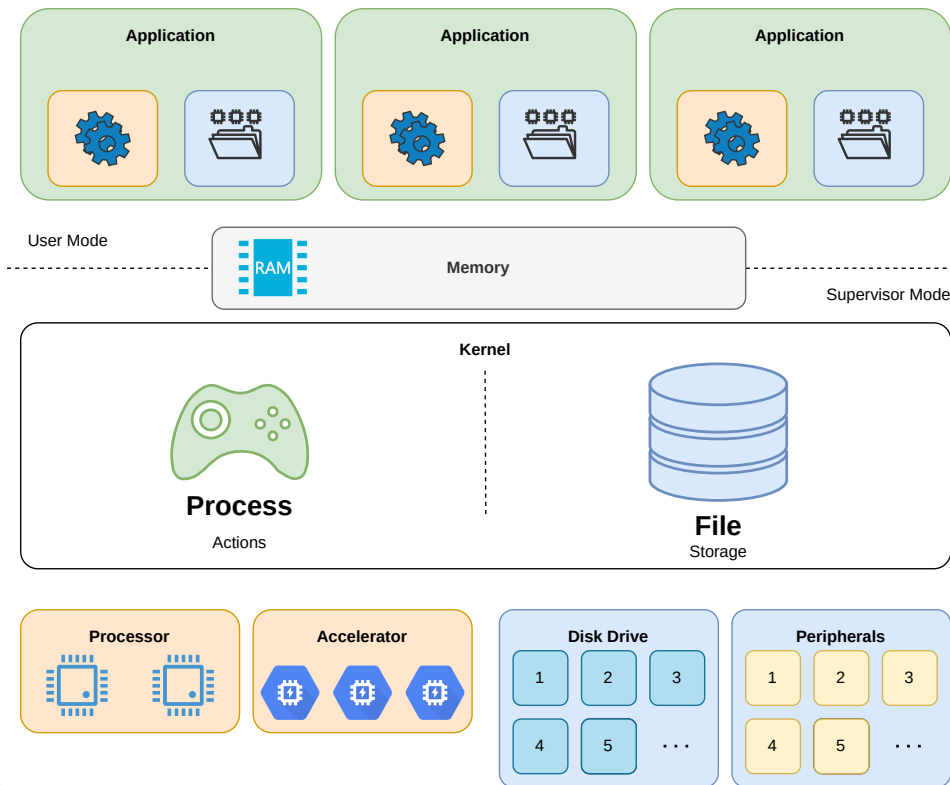 Application
Application
Application
User Mode
RAM
Memory
Supervisor Mode
Kernel
Process
Actions
File
Storage
Processor
Accelerator
Disk Drive
1 2 3
4 5 ...
Peripherals
1 2 3
4 5 ...